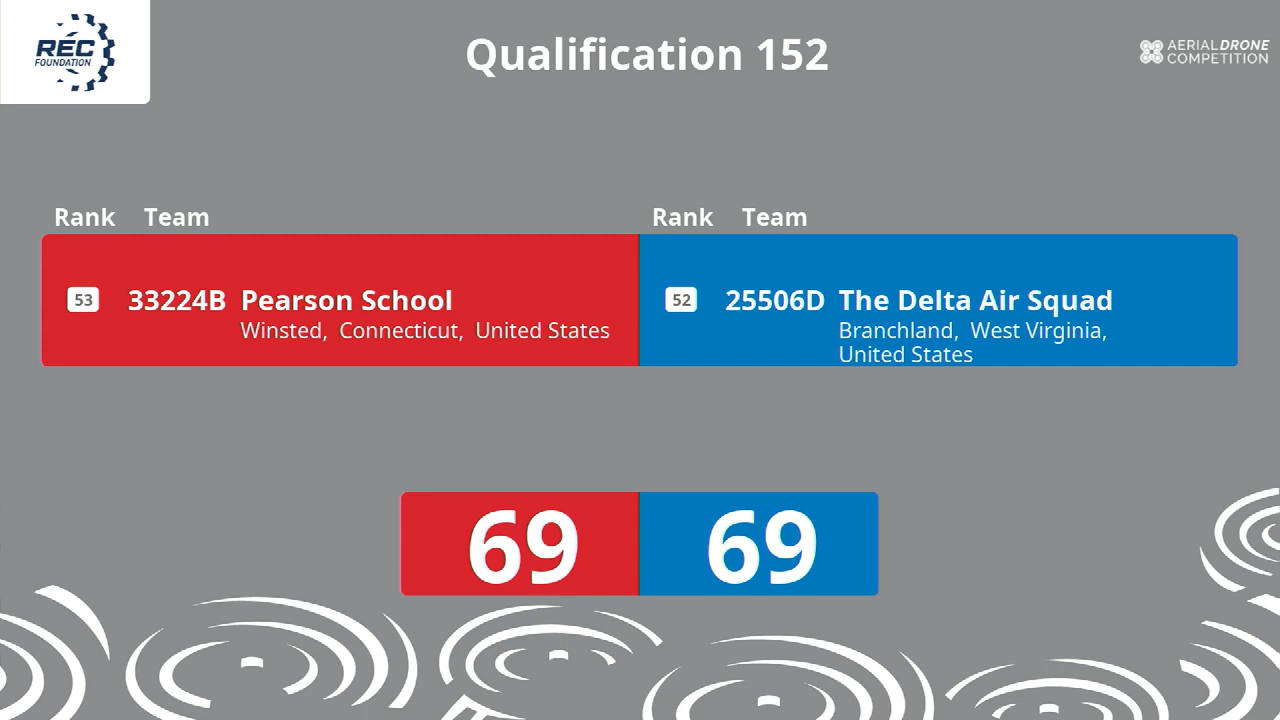 REC
FOUNDATION
Qualification 152
AERIALDRONE
COMPETITION
Rank Team
Rank Team
53 33224B Pearson School
Winsted, Connecticut, United States
52 25506D The Delta Air Squad
Branchland, West Virginia,
United States
69
69